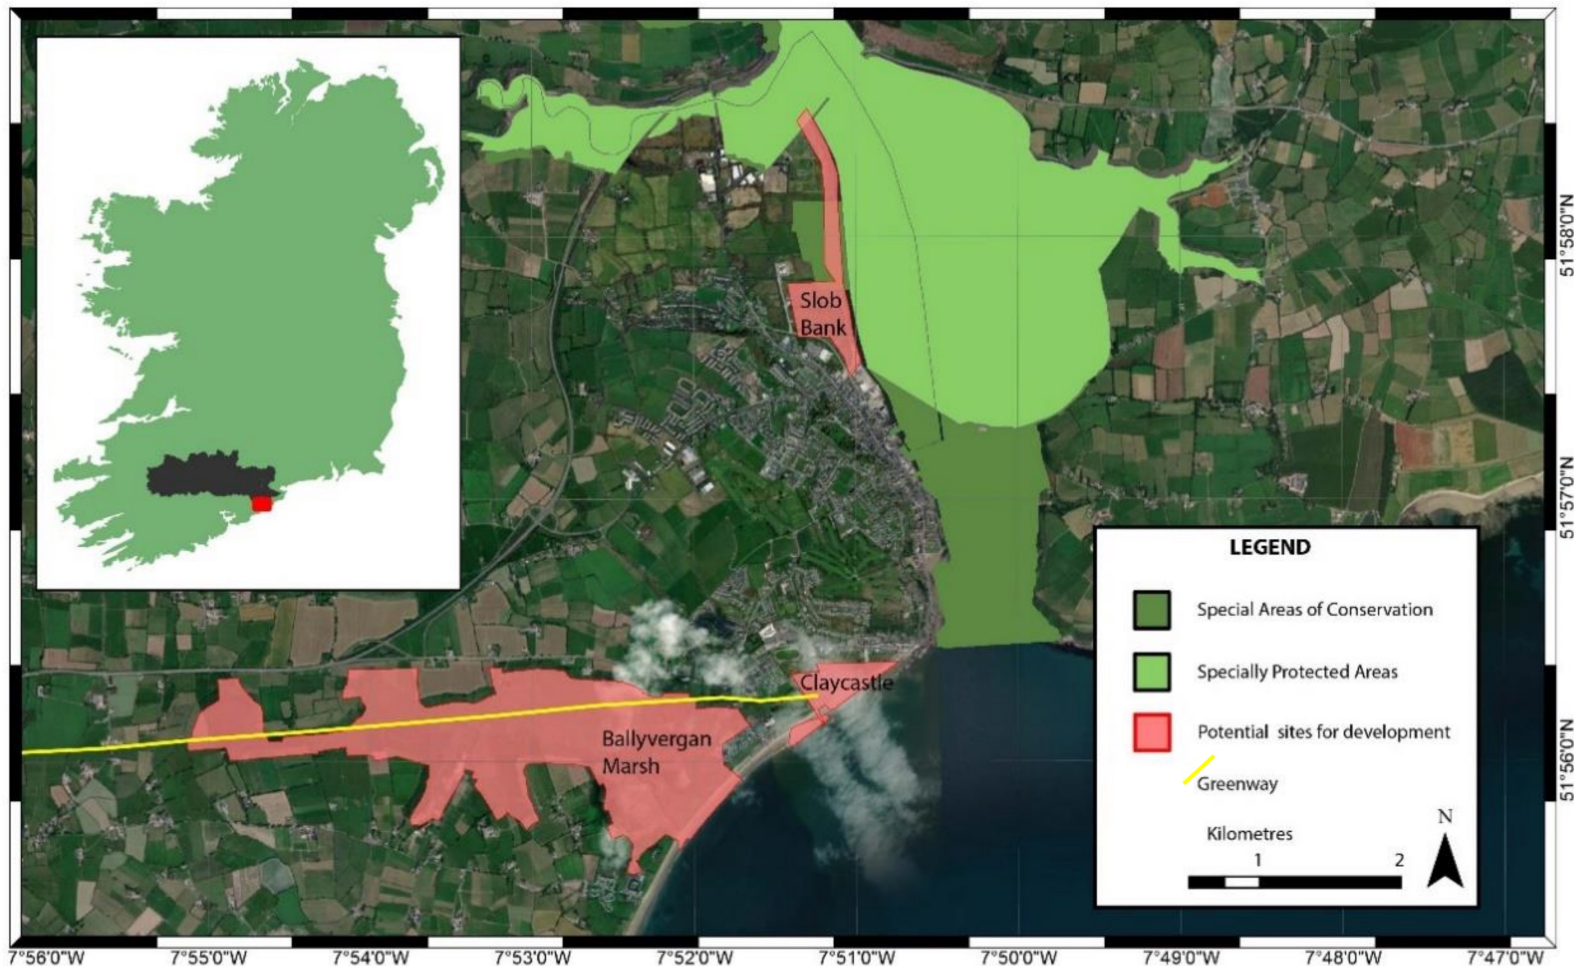 Slob
Bank
51°58'0"N
51°57'0"N
LEGEND
Special Areas of Conservation
Specially Protected Areas
Potential sites for development
Greenway
Kilometres
N
1 2
Claycastle
Ballyvergan
Marsh
51°56'0"N
7°56'0"W 7°55'0"W 7°54'0"W 7°53'0"W 7°52'0"W 7°51'0"W 7°50'0"W 7°49'0"W 7°48'0"W 7°47'0"W